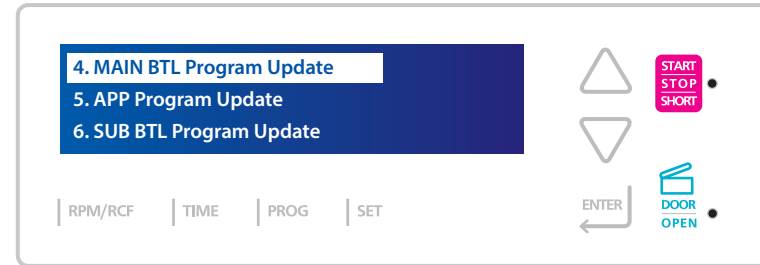 4. MAIN BTL Program Update
5. APP Program Update
6. SUB BTL Program Update
START
STOP
SHORT
RPM/RCF
TIME
PROG
SET
ENTER
DOOR
OPEN